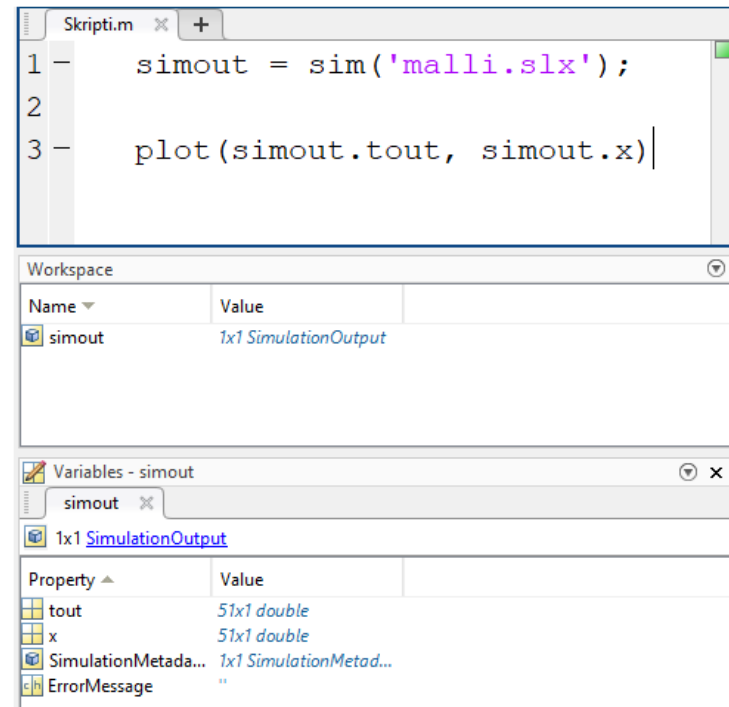 Skripti.m
1 simout = sim('malli.slx');
2
3 plot(simout.tout, simout.x)
Workspace
Name Value
simout 1x1 SimulationOutput
Variables - simout
simout
1x1 SimulationOutput
Property Value
tout 51x1 double
x 51x1 double
SimulationMetada... 1x1 SimulationMetad...
ch ErrorMessage ''